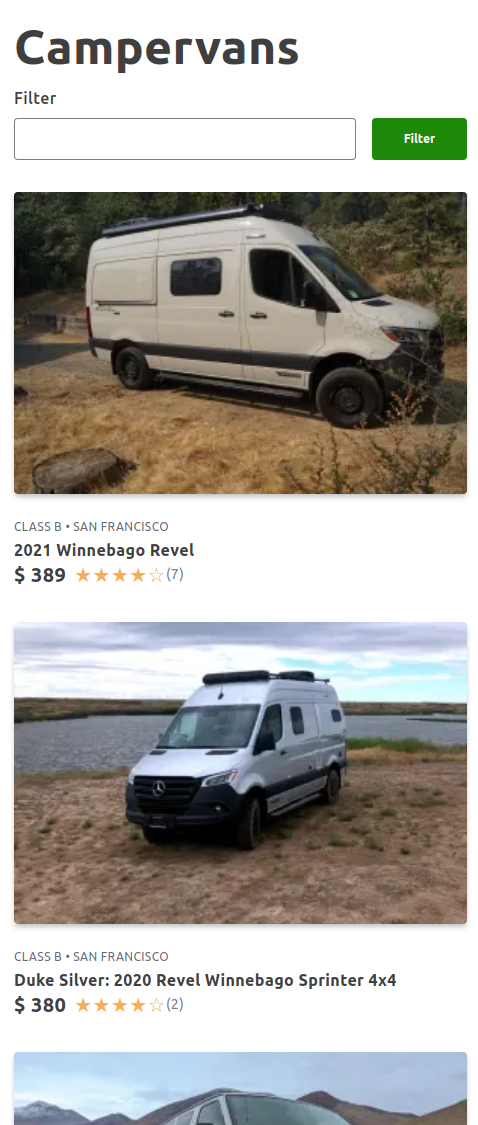 Campervans
Filter
Filter
CLASS B • SAN FRANCISCO
2021 Winnebago Revel
$ 389 ★★★★☆(7)
CLASS B • SAN FRANCISCO
Duke Silver: 2020 Revel Winnebago Sprinter 4x4
$ 380 ★★★★☆(2)